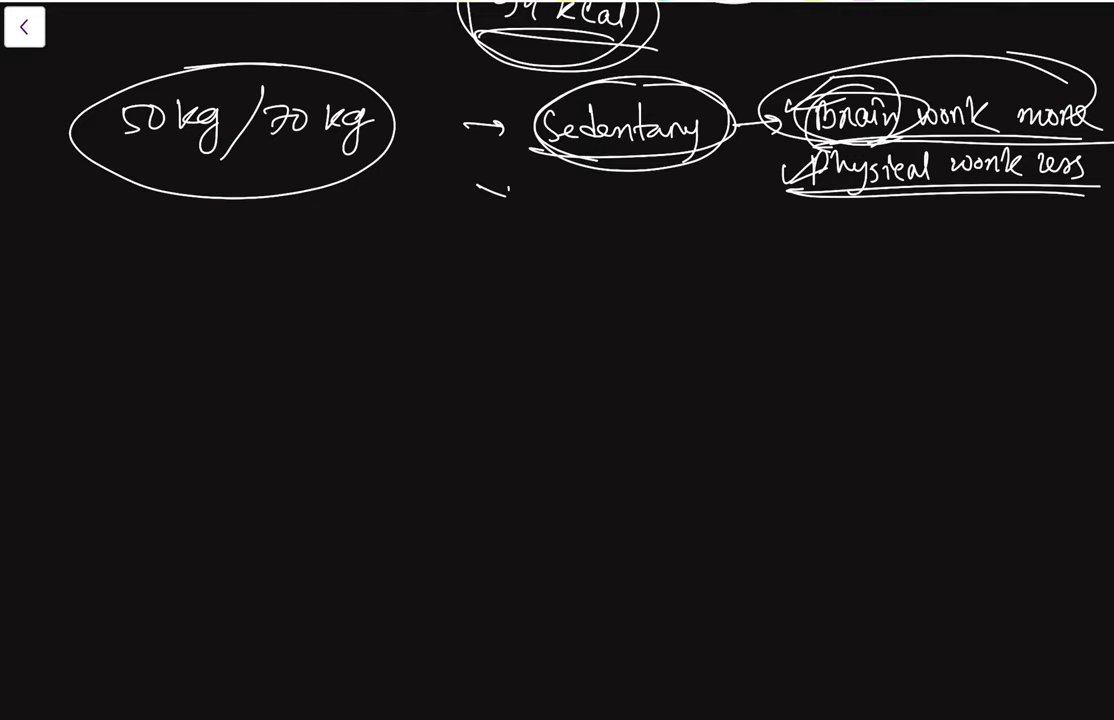 kcal
50 kg / 70 kg → Sedentary → Brain work more
Physical work less